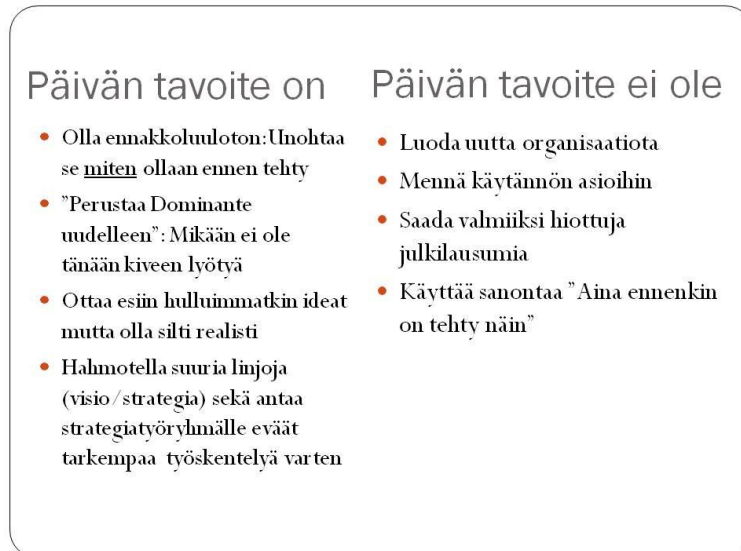 Päivän tavoite on
• Olla ennakkoluuloton: Unohtaa
se miten ollaan ennen tehty
• "Perustaa Dominante
uudelleen": Mikään ei ole
tänään kiveen lyötyä
• Ottaa esiin hulluimmatkin ideat
mutta olla silti realisti
• Hahmotella suuria linjoja
(visio/strategia) sekä antaa
strategiatyöryhmälle eväät
tarkempaa työskentelyä varten
Päivän tavoite ei ole
• Luoda uutta organisaatiota
• Mennä käytännön asioihin
• Saada valmiiksi hiottuja
julkilausumia
• Käyttää sanontaa "Aina ennenkin
on tehty näin"